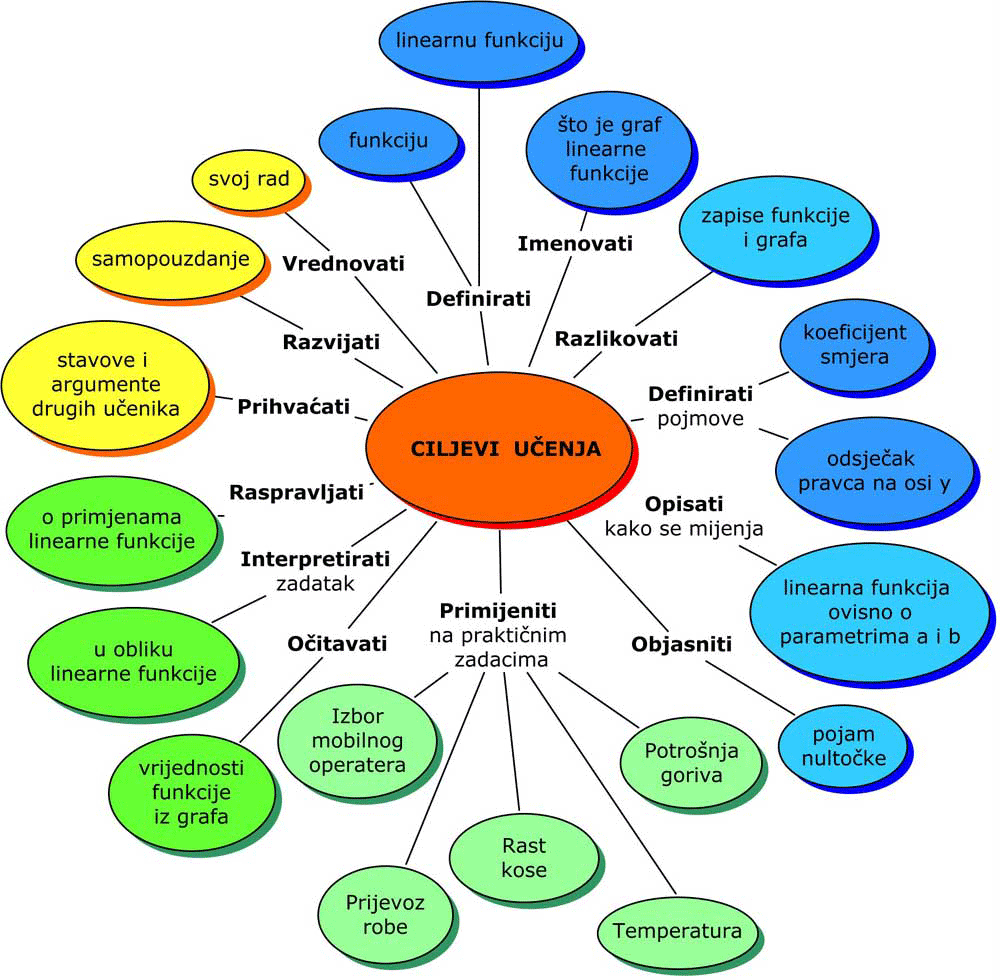 linearnu funkciju
funkciju
što je graf
linearne
funkcije
svoj rad
zapise funkcije
i grafa
Vrednovati
Imenovati
samopouzdanje
Definirati
Razvijati
Razlikovati
koeficijent
smjera
stavove i
argumente
drugih učenika
Prihvaćati
Definirati
pojmove
CILJEVI UČENJA
odsječak
pravca na osi y
Raspravljati
Opisati
kako se mijenja
o primjenama
linearne funkcije
Interpretirati
zadatak
linearna funkcija
ovisno o
parametrima a i b
Primijeniti
na praktičnim
zadacima
Očitavati
Objasniti
u obliku
linearne funkcije
Izbor
mobilnog
operatera
pojam
nultočke
Potrošnja
goriva
vrijednosti
funkcije
iz grafa
Rast
kose
Prijevoz
robe
Temperatura